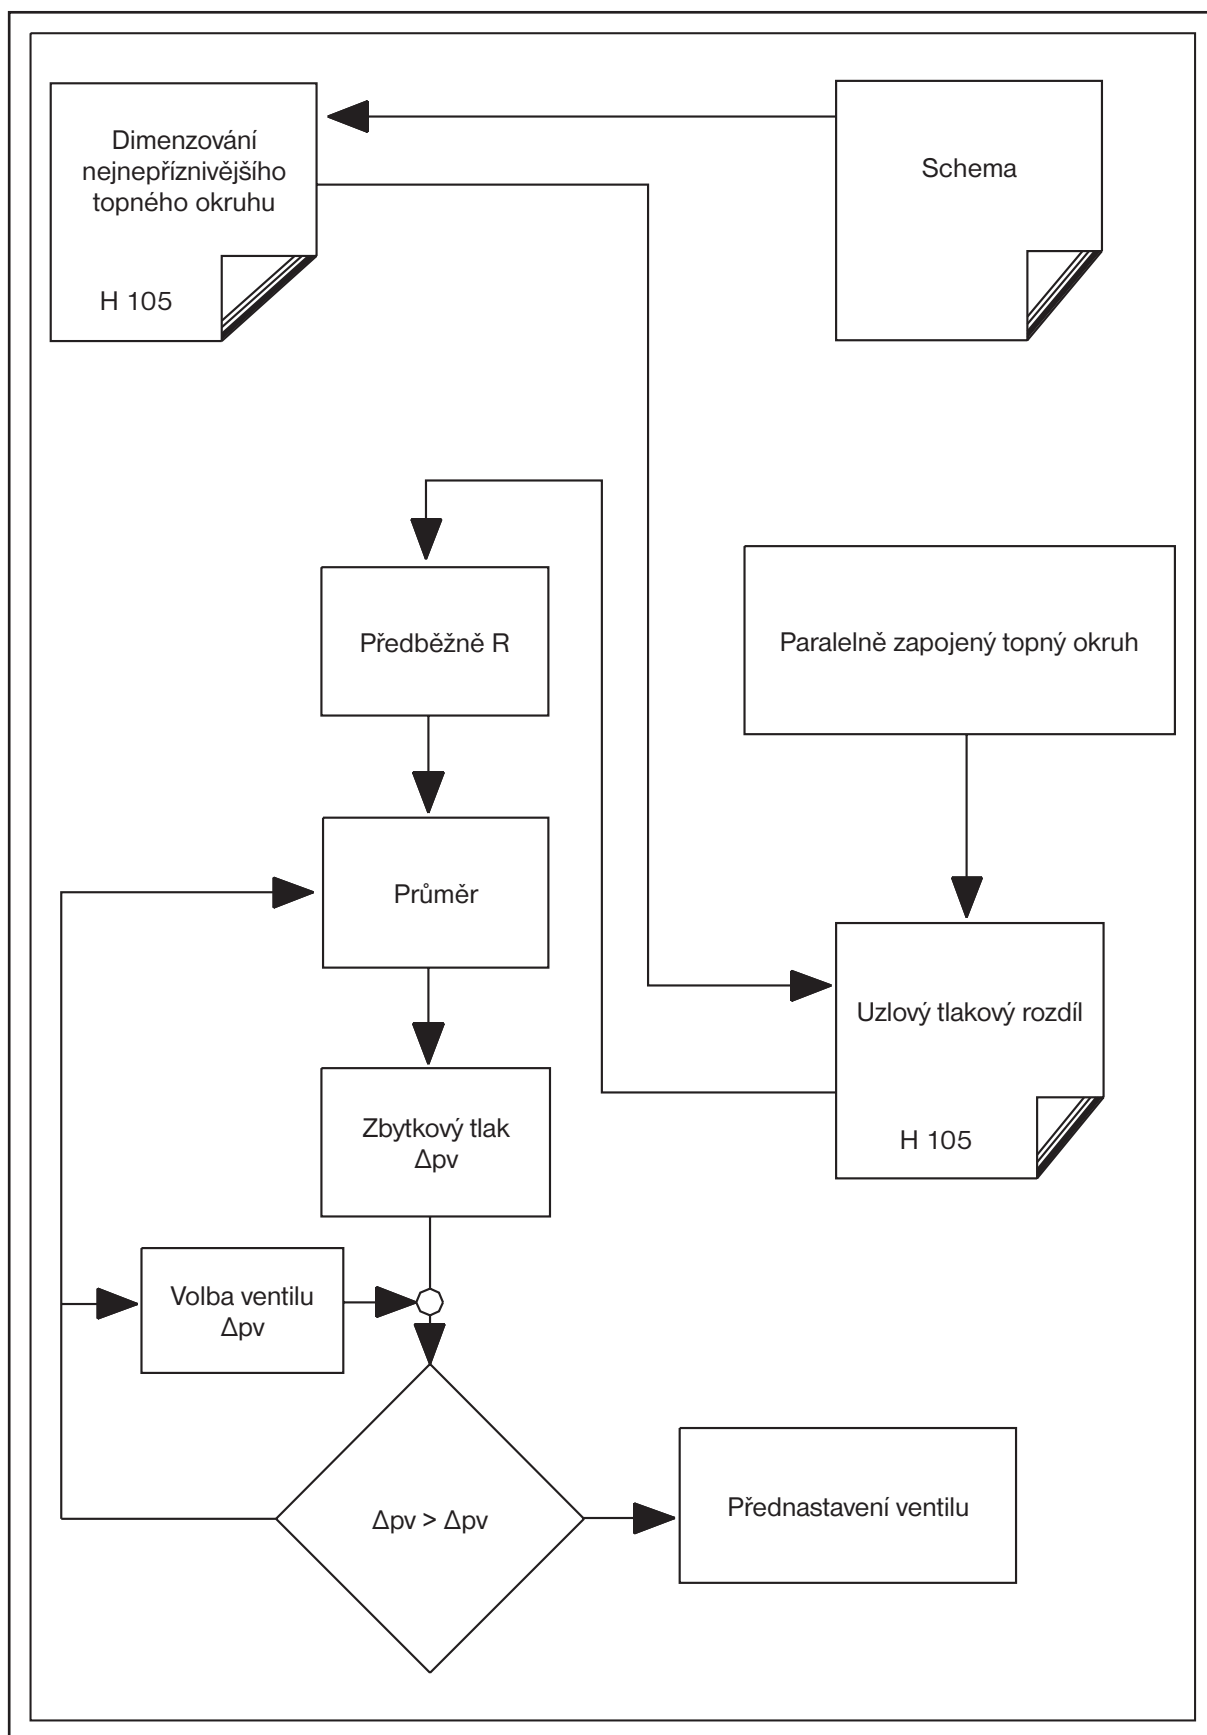 Dimenzování
nejnepříznivějšího
topného okruhu
H 105
Schema
Předběžně R
Paralelně zapojený topný okruh
Průměr
Uzlový tlakový rozdíl
H 105
Zbytkový tlak
Δpv
Volba ventilu
Δpv
Δpv > Δpv
Přednastavení ventilu